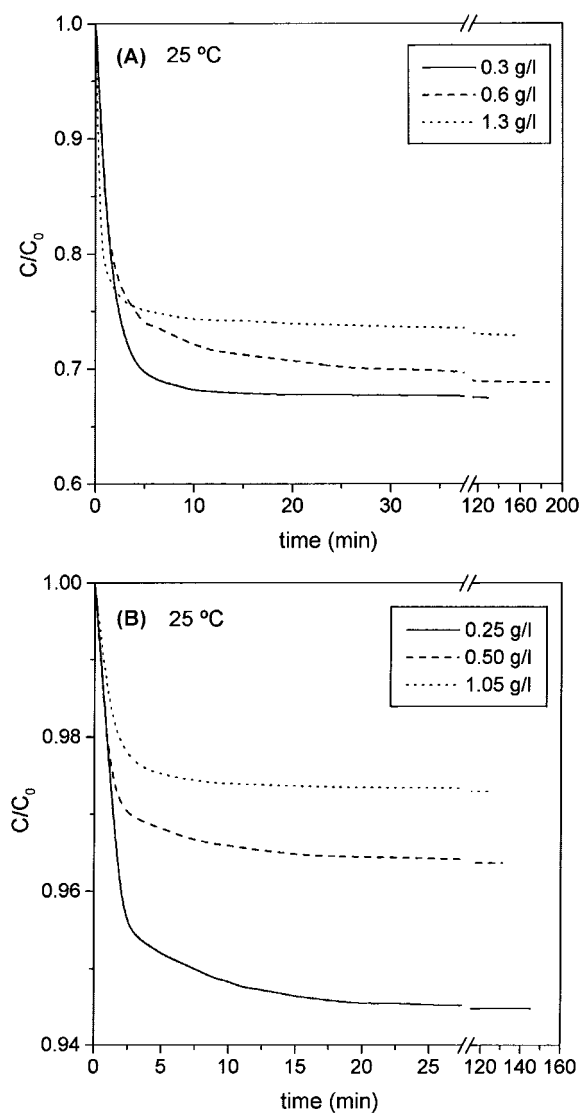 (A) 25 ºC
0.3 g/l
0.6 g/l
1.3 g/l
C/C0
1.0
0.9
0.8
0.7
0.6
0 10 20 30 120 160 200
time (min)
(B) 25 ºC
0.25 g/l
0.50 g/l
1.05 g/l
C/C0
1.00
0.98
0.96
0.94
0 5 10 15 20 25 120 140 160
time (min)